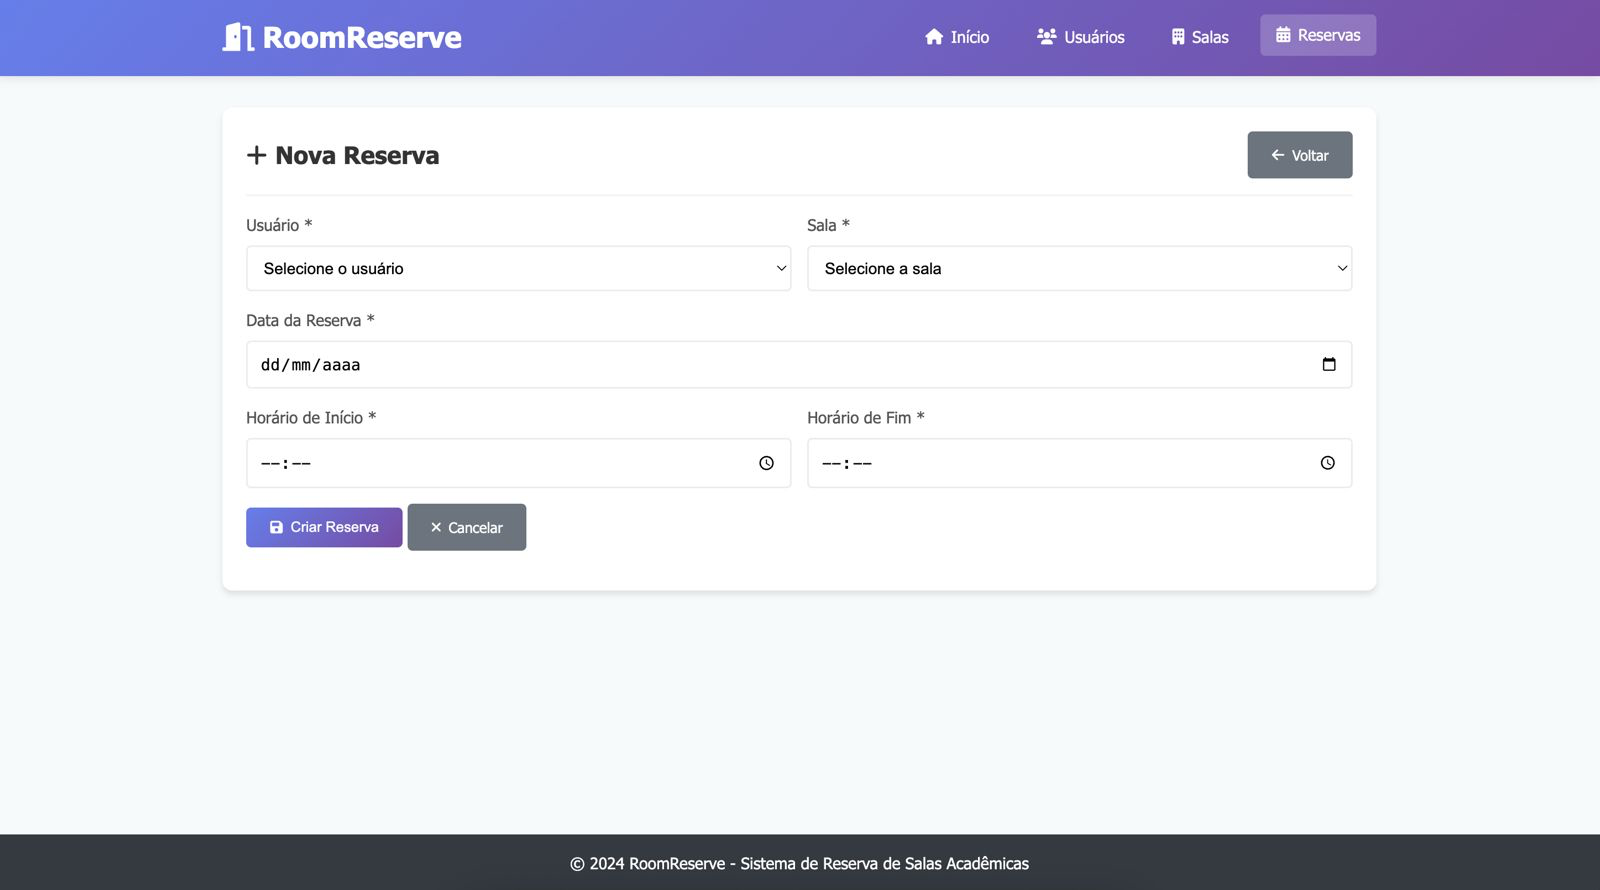 RoomReserve
Início
Usuários
Salas
Reservas
Nova Reserva
Voltar
Usuário *
Sala *
Selecione o usuário
Selecione a sala
Data da Reserva *
dd/mm/aaaa
Horário de Início *
Horário de Fim *
--:--
--:--
Criar Reserva
Cancelar
© 2024 RoomReserve - Sistema de Reserva de Salas Acadêmicas